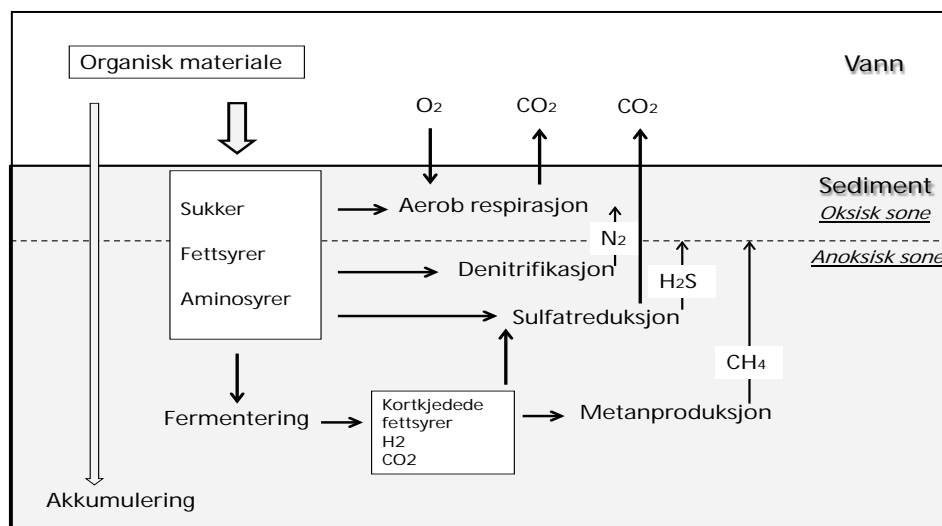 Organisk materiale
Vann
O2
CO2
CO2
Sediment
Oksisk sone
Sukker
Aerob respirasjon
N2
Fettsyrer
Anoksisk sone
Denitrifikasjon
H2S
Aminosyrer
Sulfatreduksjon
CH4
Fermentering
Kortkjedede
fettsyrer
H2
CO2
Metanproduksjon
Akkumulering